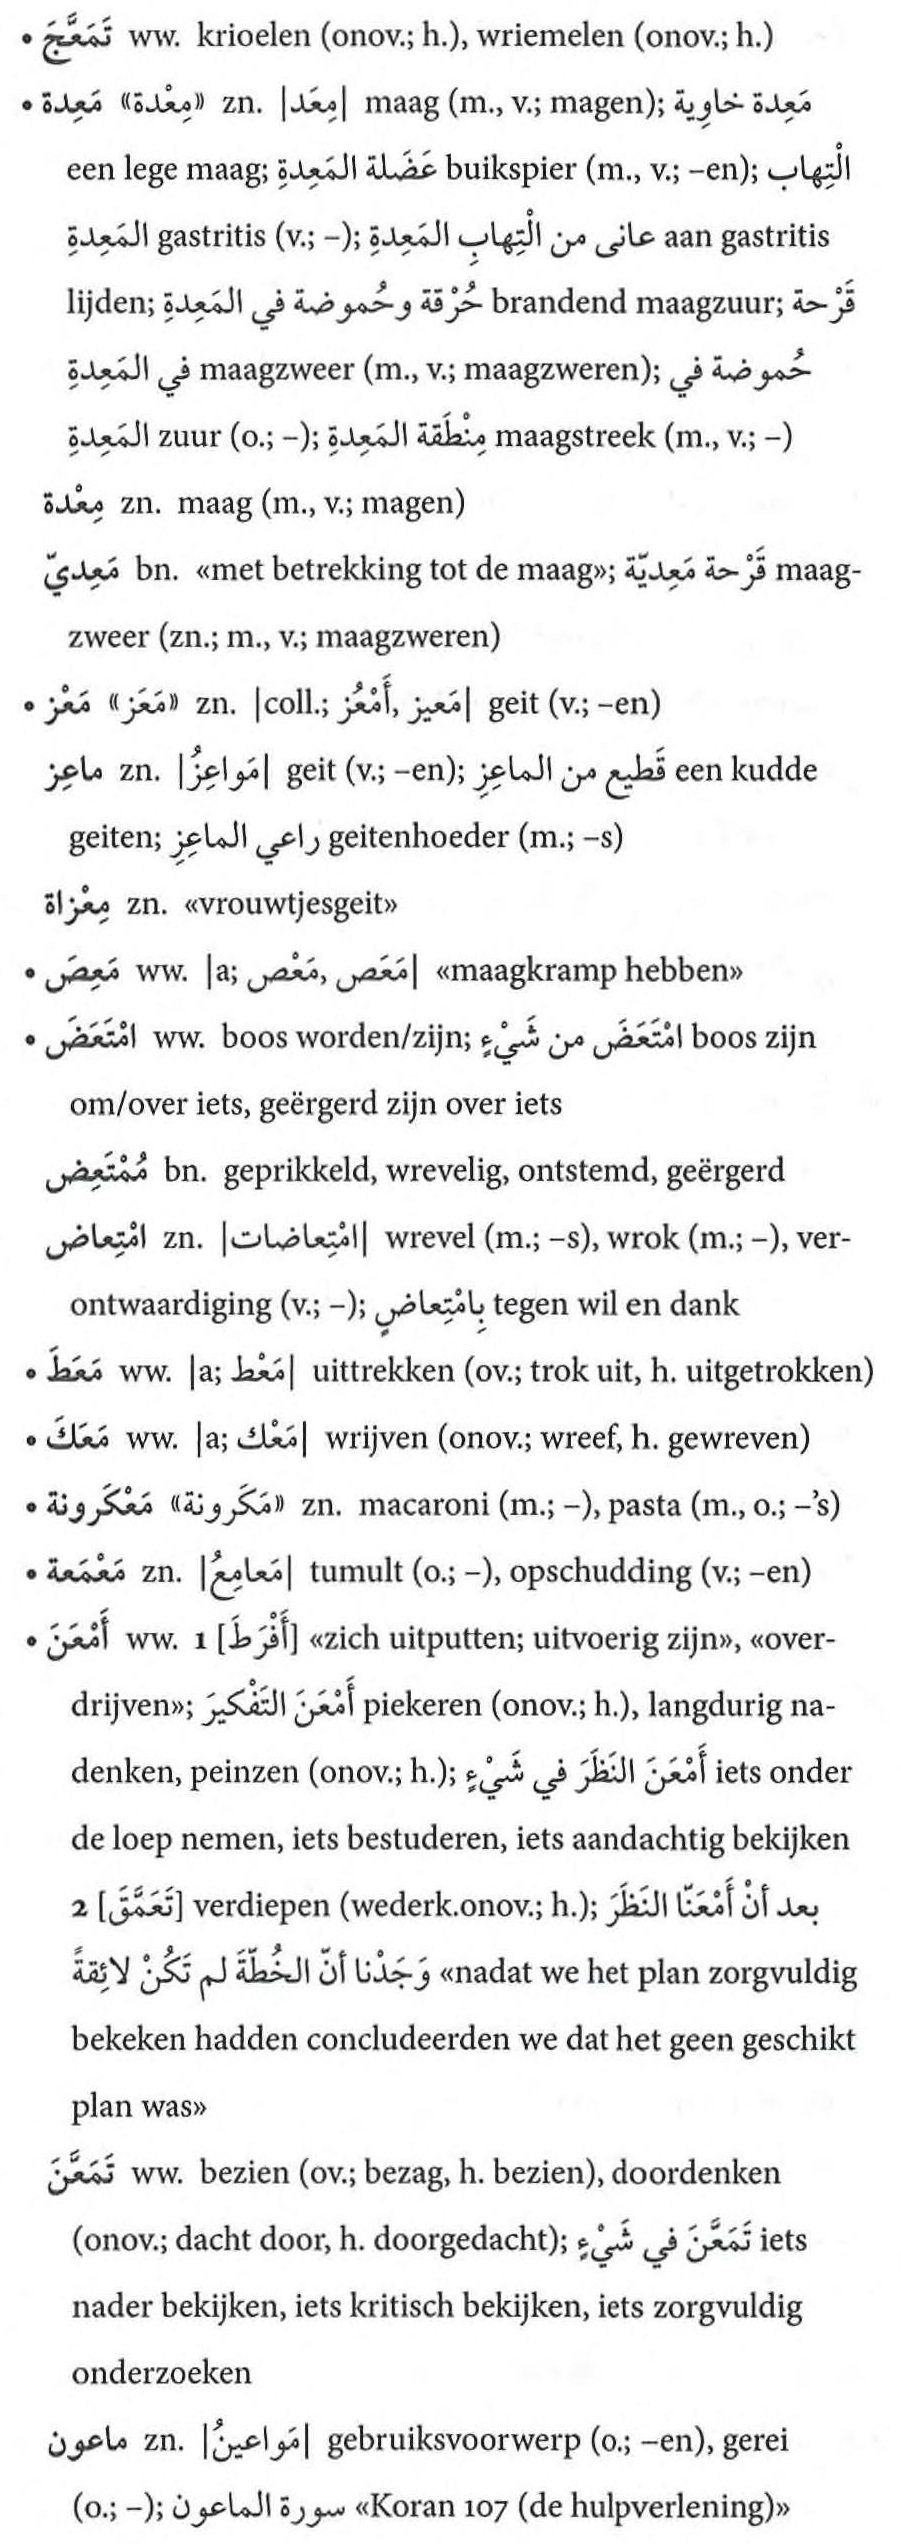 • تَمَعَّجَ ww. krioelen (onov.; h.), wriemelen (onov.; h.)
• مَعِدة «مِعْدة» zn. |مِعَد| maag (m., v.; magen); مَعِدة خاوِية
een lege maag; عَضَلة المَعِدةِ buikspier (m., v.; –en); الْتِهاب
المَعِدةِ gastritis (v.; –); عانى من الْتِهابِ المَعِدةِ aan gastritis
lijden; حُرْقة وحُموضة في المَعِدةِ brandend maagzuur; قَرْحة
في المَعِدةِ maagzweer (m., v.; maagzweren); حُموضة في
المَعِدةِ zuur (o.; –); مِنْطَقة المَعِدةِ maagstreek (m., v.; –)
مِعْدة zn. maag (m., v.; magen)
مَعِديّ bn. «met betrekking tot de maag»; قَرْحة مَعِديّة maag-
zweer (zn.; m., v.; maagzweren)
• مَعْز «مَعَز» zn. |coll.; مَعيز, أَمْعُز| geit (v.; –en)
ماعِز zn. |مَواعِزُ| geit (v.; –en); قَطيع من الماعِزِ een kudde
geiten; راعي الماعِزِ geitenhoeder (m.; –s)
مِعْزاة zn. «vrouwtjesgeit»
• مَعِصَ ww. |a; مَعَص, مَعْص| «maagkramp hebben»
• امْتَعَضَ ww. boos worden/zijn; امْتَعَضَ من شَيْءٍ boos zijn
om/over iets, geërgerd zijn over iets
مُمْتَعِض bn. geprikkeld, wrevelig, ontstemd, geërgerd
امْتِعاض zn. |امْتِعاضات| wrevel (m.; –s), wrok (m.; –), ver-
ontwaardiging (v.; –); بِامْتِعاضٍ tegen wil en dank
• مَعَطَ ww. |a; مَعْط| uittrekken (ov.; trok uit, h. uitgetrokken)
• مَعَكَ ww. |a; مَعْك| wrijven (onov.; wreef, h. gewreven)
• مَعْكَرونة «مَكَرونة» zn. macaroni (m.; –), pasta (m., o.; –’s)
• مَعْمَعة zn. |مَعامِعُ| tumult (o.; –), opschudding (v.; –en)
• أَمْعَنَ ww. 1 [أَفْرَطَ] «zich uitputten; uitvoerig zijn», «over-
drijven»; أَمْعَنَ التَفْكيرَ piekeren (onov.; h.), langdurig na-
denken, peinzen (onov.; h.); أَمْعَنَ النَظَرَ في شَيْءٍ iets onder
de loep nemen, iets bestuderen, iets aandachtig bekijken
2 [تَعَمَّقَ] verdiepen (wederk.onov.; h.); بعد أنْ أَمْعَنّا النَظَرَ
وَجَدْنا أنّ الخُطّةَ لم تَكُنْ لائِقةً «nadat we het plan zorgvuldig
bekeken hadden concludeerden we dat het geen geschikt
plan was»
تَمَعَّنَ ww. bezien (ov.; bezag, h. bezien), doordenken
(onov.; dacht door, h. doorgedacht); تَمَعَّنَ في شَيْءٍ iets
nader bekijken, iets kritisch bekijken, iets zorgvuldig
onderzoeken
ماعون zn. |مَواعينُ| gebruiksvoorwerp (o.; –en), gerei
(o.; –); سورة الماعون «Koran 107 (de hulpverlening)»